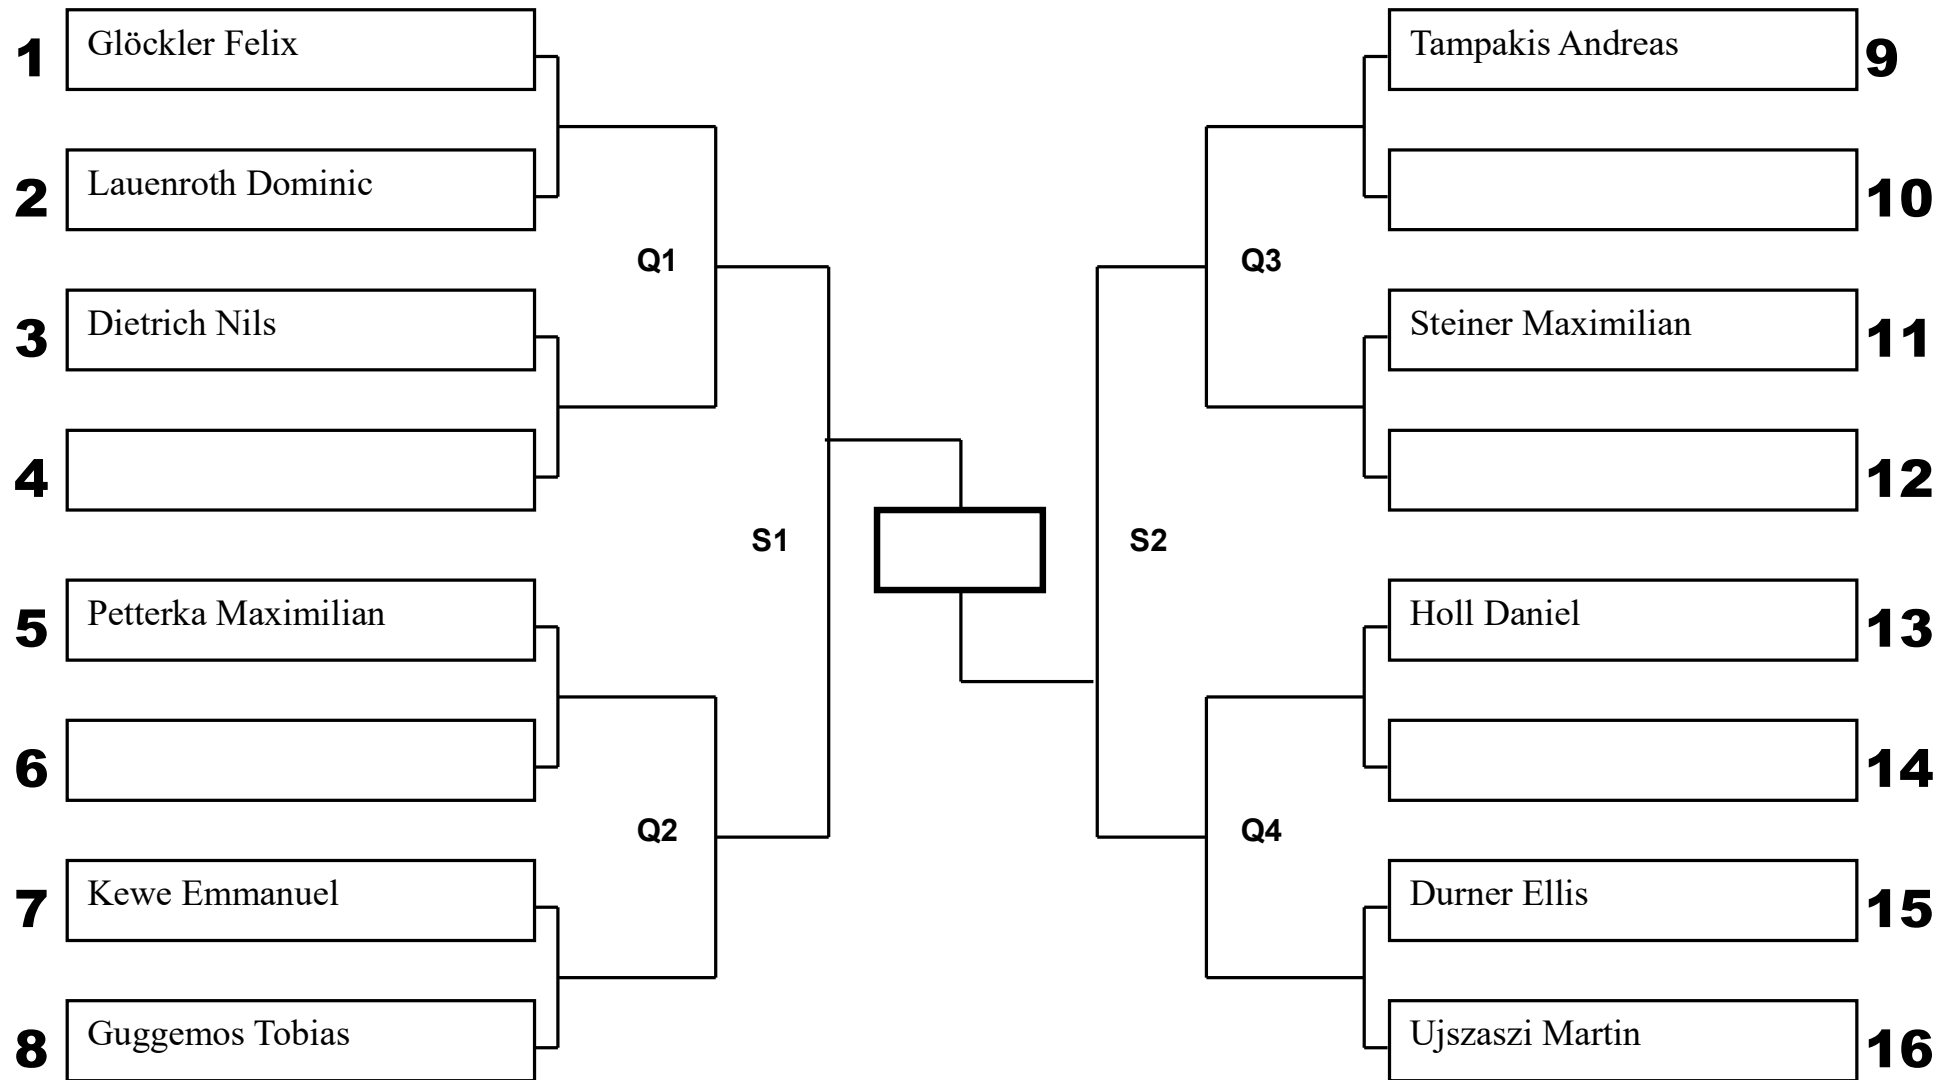 1 Glöckler Felix
2 Lauenroth Dominic
Q1
3 Dietrich Nils
4
S1
5 Petterka Maximilian
6
Q2
7 Kewe Emmanuel
8 Guggemos Tobias
Tampakis Andreas 9
10
Q3
Steiner Maximilian 11
12
S2
Holl Daniel 13
14
Q4
Durner Ellis 15
Ujszaszi Martin 16